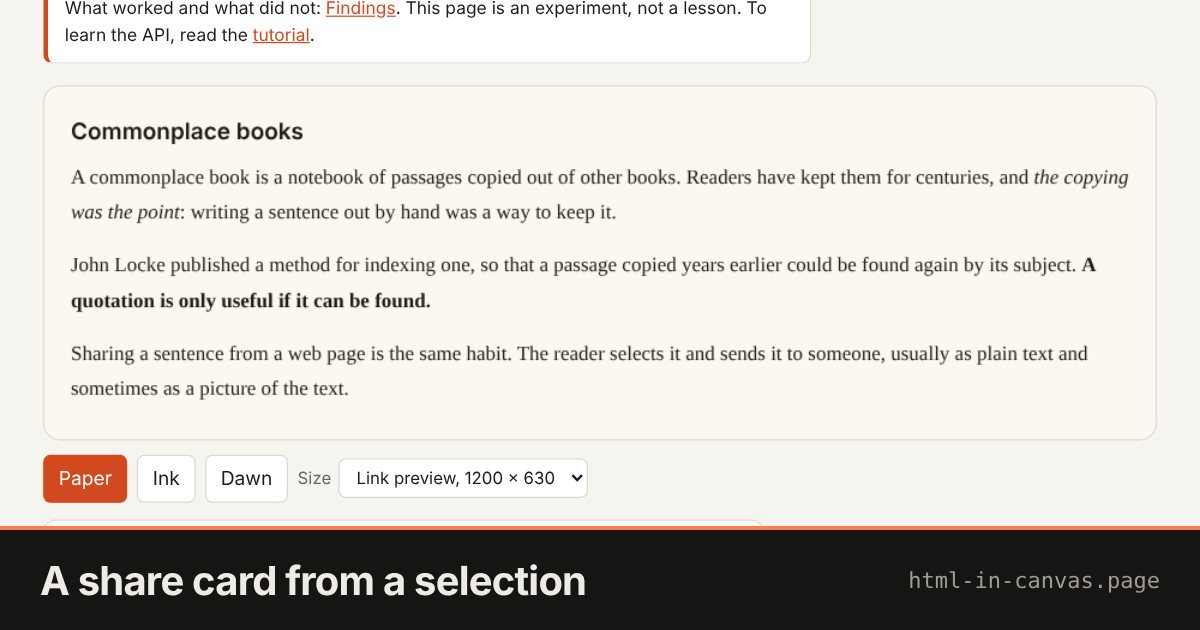 What worked and what did not: Findings. This page is an experiment, not a lesson. To
learn the API, read the tutorial.
Commonplace books
A commonplace book is a notebook of passages copied out of other books. Readers have kept them for centuries, and the copying
was the point: writing a sentence out by hand was a way to keep it.
John Locke published a method for indexing one, so that a passage copied years earlier could be found again by its subject. A
quotation is only useful if it can be found.
Sharing a sentence from a web page is the same habit. The reader selects it and sends it to someone, usually as plain text and
sometimes as a picture of the text.
Paper Ink Dawn Size Link preview, 1200 × 630
A share card from a selection html-in-canvas.page